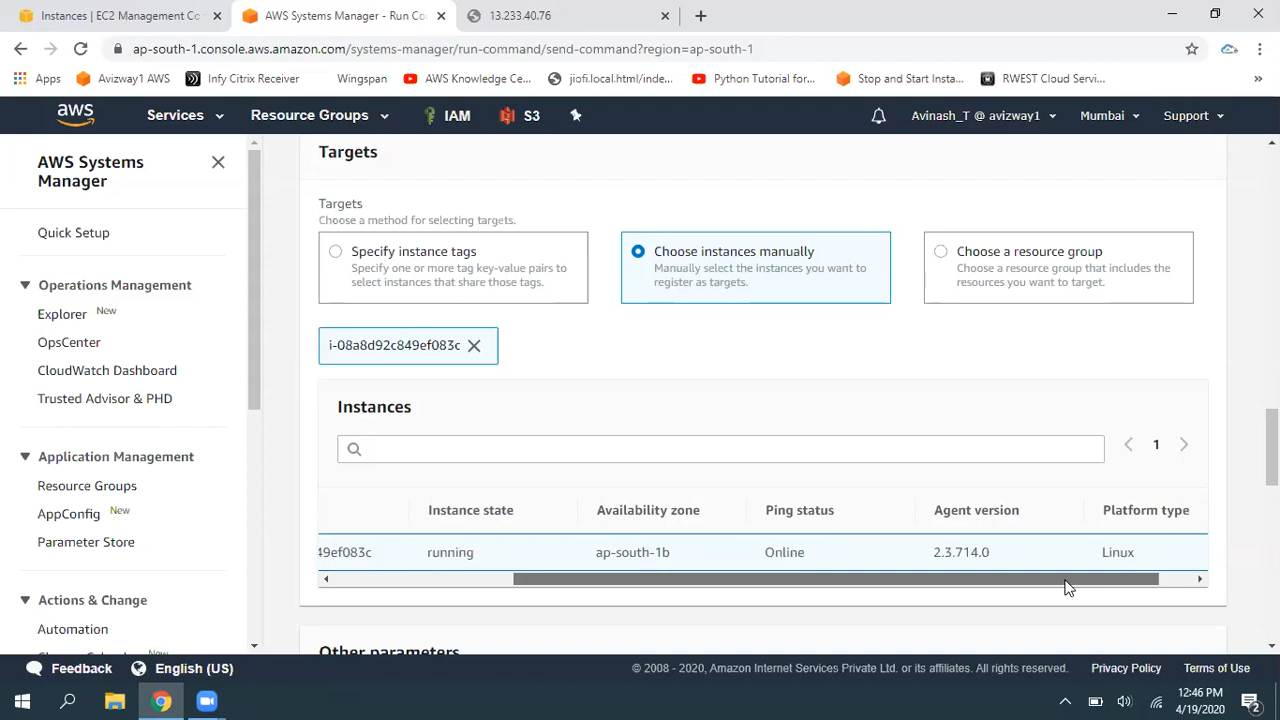 Instances | EC2 Management Co
AWS Systems Manager - Run Co
13.233.40.76
ap-south-1.console.aws.amazon.com/systems-manager/run-command/send-command?region=ap-south-1
Apps
Avizway1 AWS
Infy Citrix Receiver
Wingspan
AWS Knowledge Ce...
jiofi.local.html/inde...
Python Tutorial for...
Stop and Start Insta...
RWEST Cloud Servi...
aws
Services
Resource Groups
IAM
S3
Avinash_T @ avizway1
Mumbai
Support
AWS Systems
Manager
Quick Setup
Operations Management
Explorer New
OpsCenter
CloudWatch Dashboard
Trusted Advisor & PHD
Application Management
Resource Groups
AppConfig New
Parameter Store
Actions & Change
Automation
New
Targets
Targets
Choose a method for selecting targets.
Specify instance tags
Specify one or more tag key-value pairs to
select instances that share those tags.
Choose instances manually
Manually select the instances you want to
register as targets.
Choose a resource group
Choose a resource group that includes the
resources you want to target.
i-08a8d92c849ef083c
Instances
1
Instance state
Availability zone
Ping status
Agent version
Platform type
49ef083c
running
ap-south-1b
Online
2.3.714.0
Linux
Other parameters
Feedback
English (US)
© 2008 - 2020, Amazon Internet Services Private Ltd. or its affiliates. All rights reserved.
Privacy Policy
Terms of Use
12:46 PM
4/19/2020
2